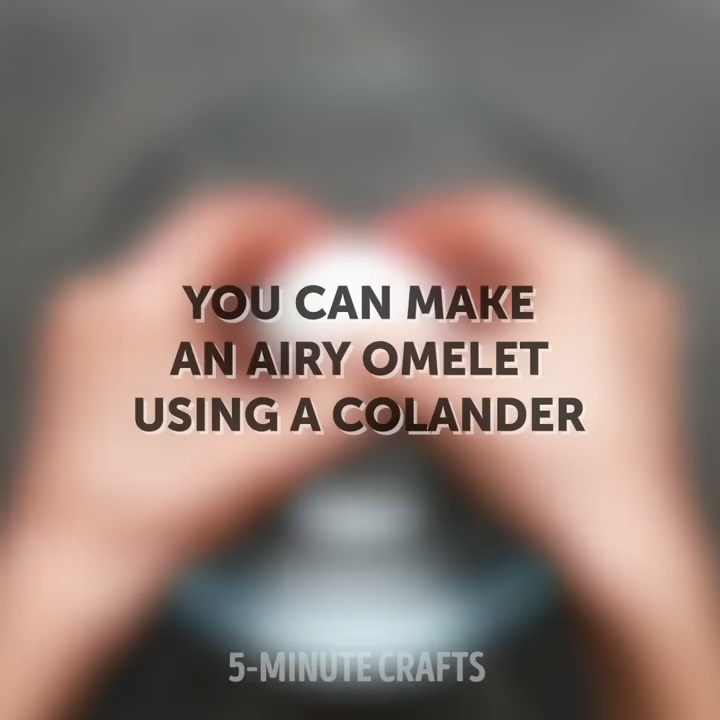 YOU CAN MAKE
AN AIRY OMELET
USING A COLANDER
5-MINUTE CRAFTS